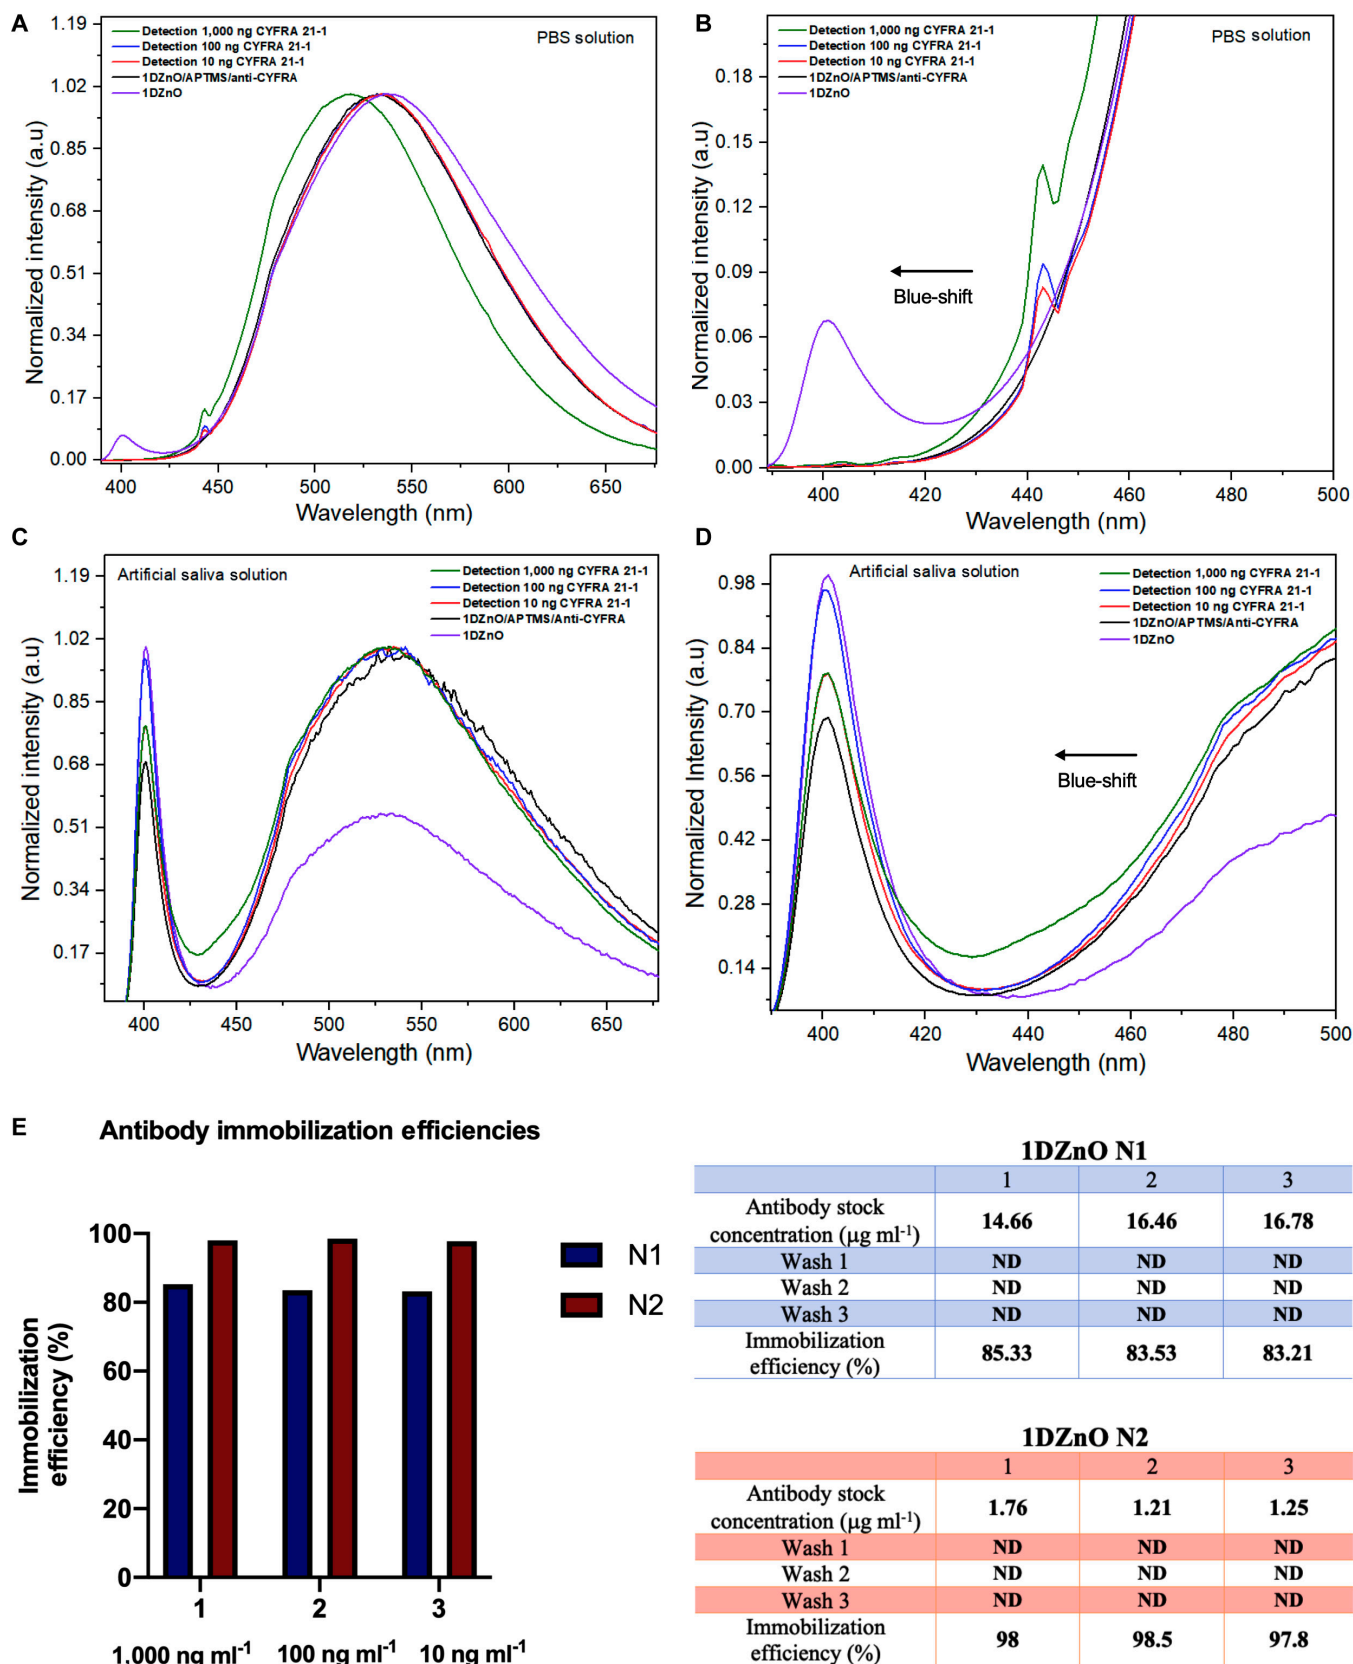 A
1.19
1.02
0.85
0.68
0.51
0.34
0.17
0.00
Normalized intensity (a.u)
Detection 1,000 ng CYFRA 21-1
Detection 100 ng CYFRA 21-1
Detection 10 ng CYFRA 21-1
1DZnO/APTMS/anti-CYFRA
1DZnO
PBS solution
400 450 500 550 600 650
Wavelength (nm)
B
0.18
0.15
0.12
0.09
0.06
0.03
0.00
Normalized intensity (a.u)
Detection 1,000 ng CYFRA 21-1
Detection 100 ng CYFRA 21-1
Detection 10 ng CYFRA 21-1
1DZnO/APTMS/anti-CYFRA
1DZnO
PBS solution
Blue-shift
400 420 440 460 480 500
Wavelength (nm)
C
1.19
1.02
0.85
0.68
0.51
0.34
0.17
Normalized intensity (a.u)
Artificial saliva solution
Detection 1,000 ng CYFRA 21-1
Detection 100 ng CYFRA 21-1
Detection 10 ng CYFRA 21-1
1DZnO/APTMS/Anti-CYFRA
1DZnO
400 450 500 550 600 650
Wavelength (nm)
D
0.98
0.84
0.70
0.56
0.42
0.28
0.14
Normalized Intensity (a.u)
Artificial saliva solution
Detection 1,000 ng CYFRA 21-1
Detection 100 ng CYFRA 21-1
Detection 10 ng CYFRA 21-1
1DZnO/APTMS/Anti-CYFRA
1DZnO
Blue-shift
400 420 440 460 480 500
Wavelength (nm)
E
Antibody immobilization efficiencies
100
80
60
40
20
0
Immobilization
efficiency (%)
N1
N2
1 2 3
1,000 ng ml⁻¹ 100 ng ml⁻¹ 10 ng ml⁻¹
1DZnO N1
1 2 3
Antibody stock
concentration (µg ml⁻¹) 14.66 16.46 16.78
Wash 1 ND ND ND
Wash 2 ND ND ND
Wash 3 ND ND ND
Immobilization
efficiency (%) 85.33 83.53 83.21
1DZnO N2
1 2 3
Antibody stock
concentration (µg ml⁻¹) 1.76 1.21 1.25
Wash 1 ND ND ND
Wash 2 ND ND ND
Wash 3 ND ND ND
Immobilization
efficiency (%) 98 98.5 97.8